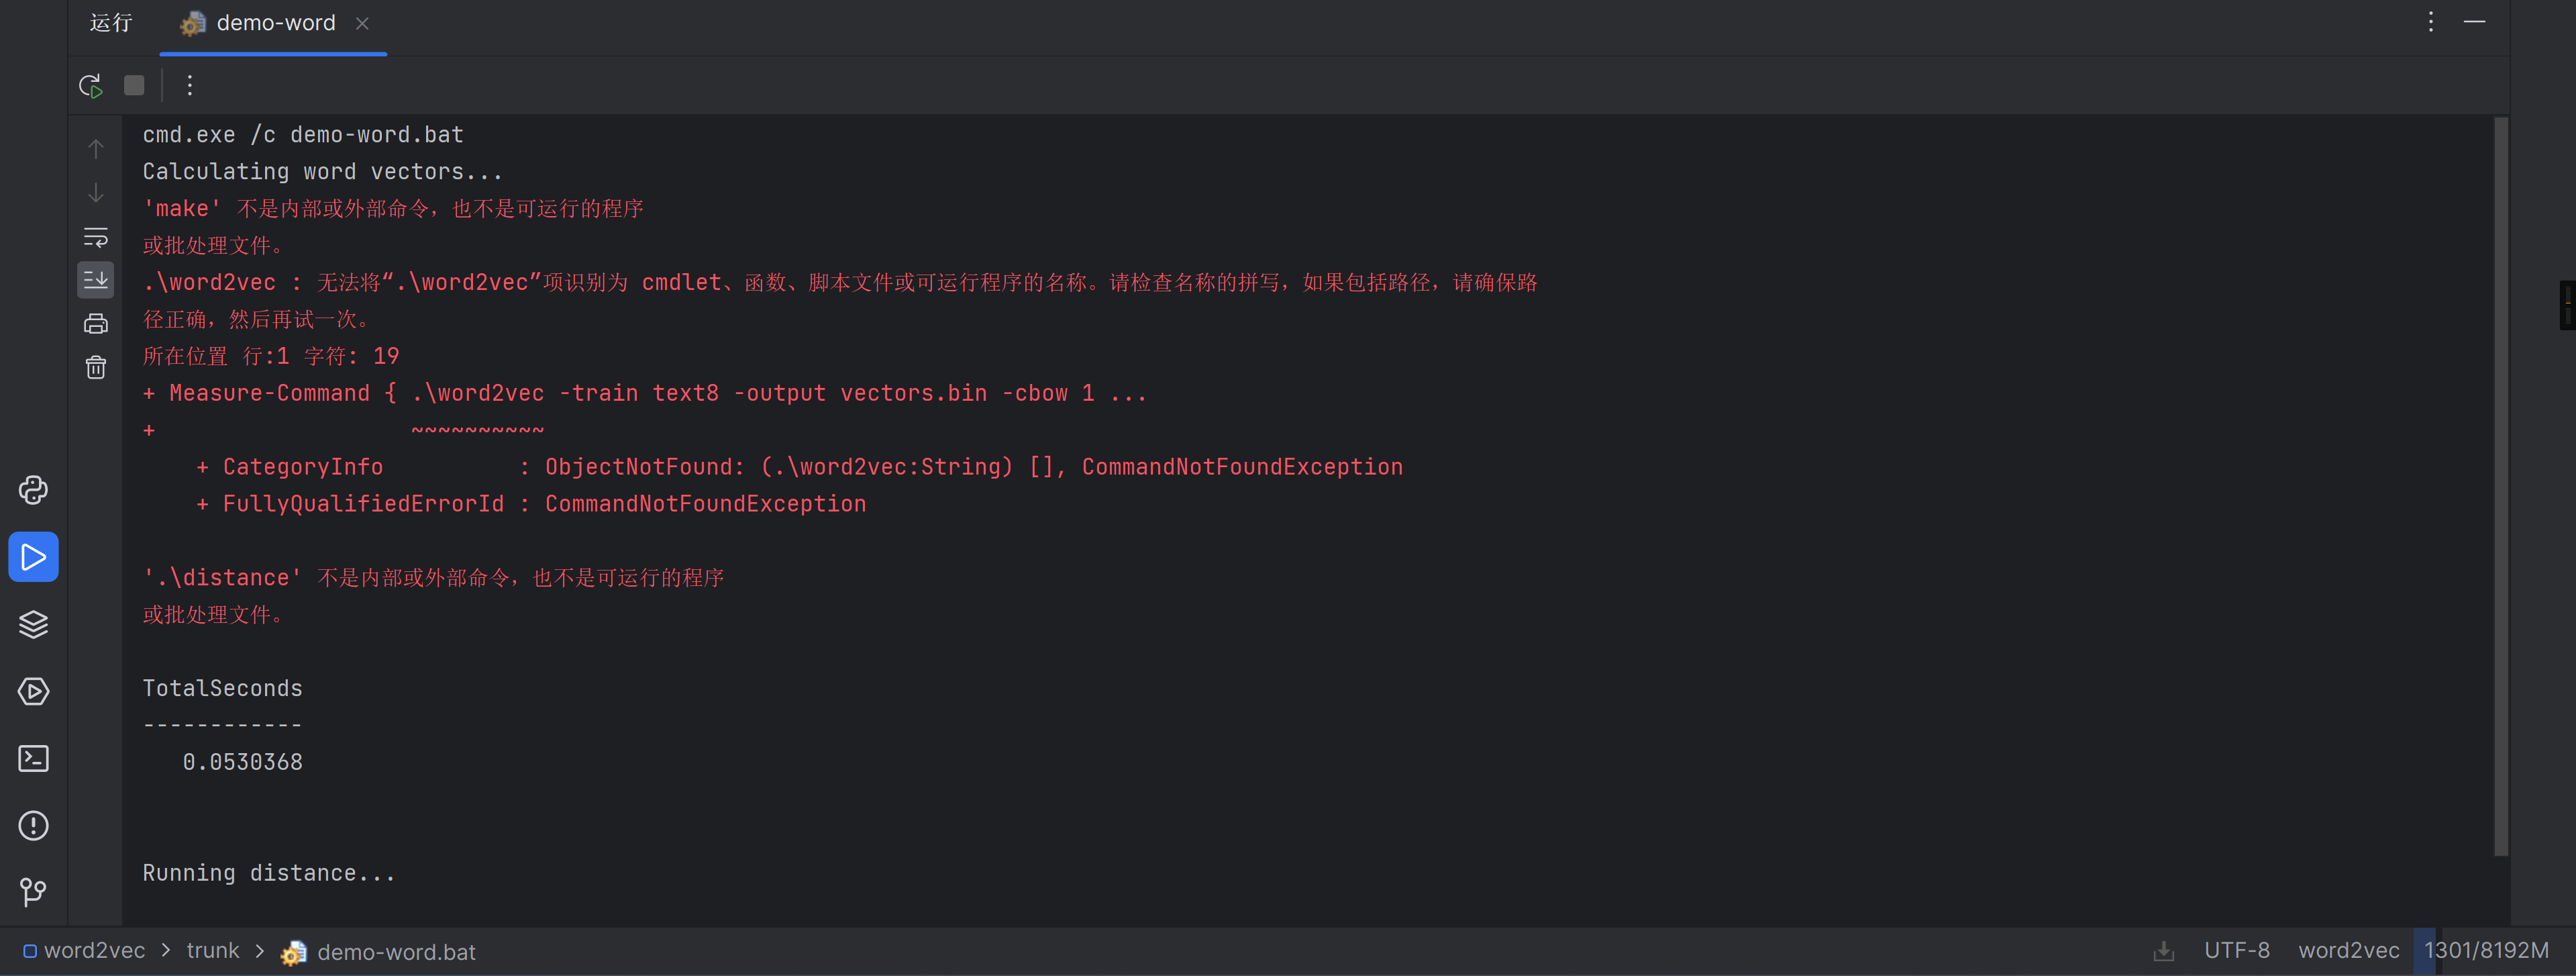 运行 demo-word
cmd.exe /c demo-word.bat
Calculating word vectors...
'make' 不是内部或外部命令，也不是可运行的程序
或批处理文件。
.\word2vec : 无法将“.\word2vec”项识别为 cmdlet、函数、脚本文件或可运行程序的名称。请检查名称的拼写，如果包括路径，请确保路
径正确，然后再试一次。
所在位置 行:1 字符: 19
+ Measure-Command { .\word2vec -train text8 -output vectors.bin -cbow 1 ...
+                   ~~~~~~~~~~
    + CategoryInfo          : ObjectNotFound: (.\word2vec:String) [], CommandNotFoundException
    + FullyQualifiedErrorId : CommandNotFoundException
'.\distance' 不是内部或外部命令，也不是可运行的程序
或批处理文件。
TotalSeconds
------------
   0.0530368
Running distance...
word2vec > trunk > demo-word.bat UTF-8 word2vec 1301/8192M